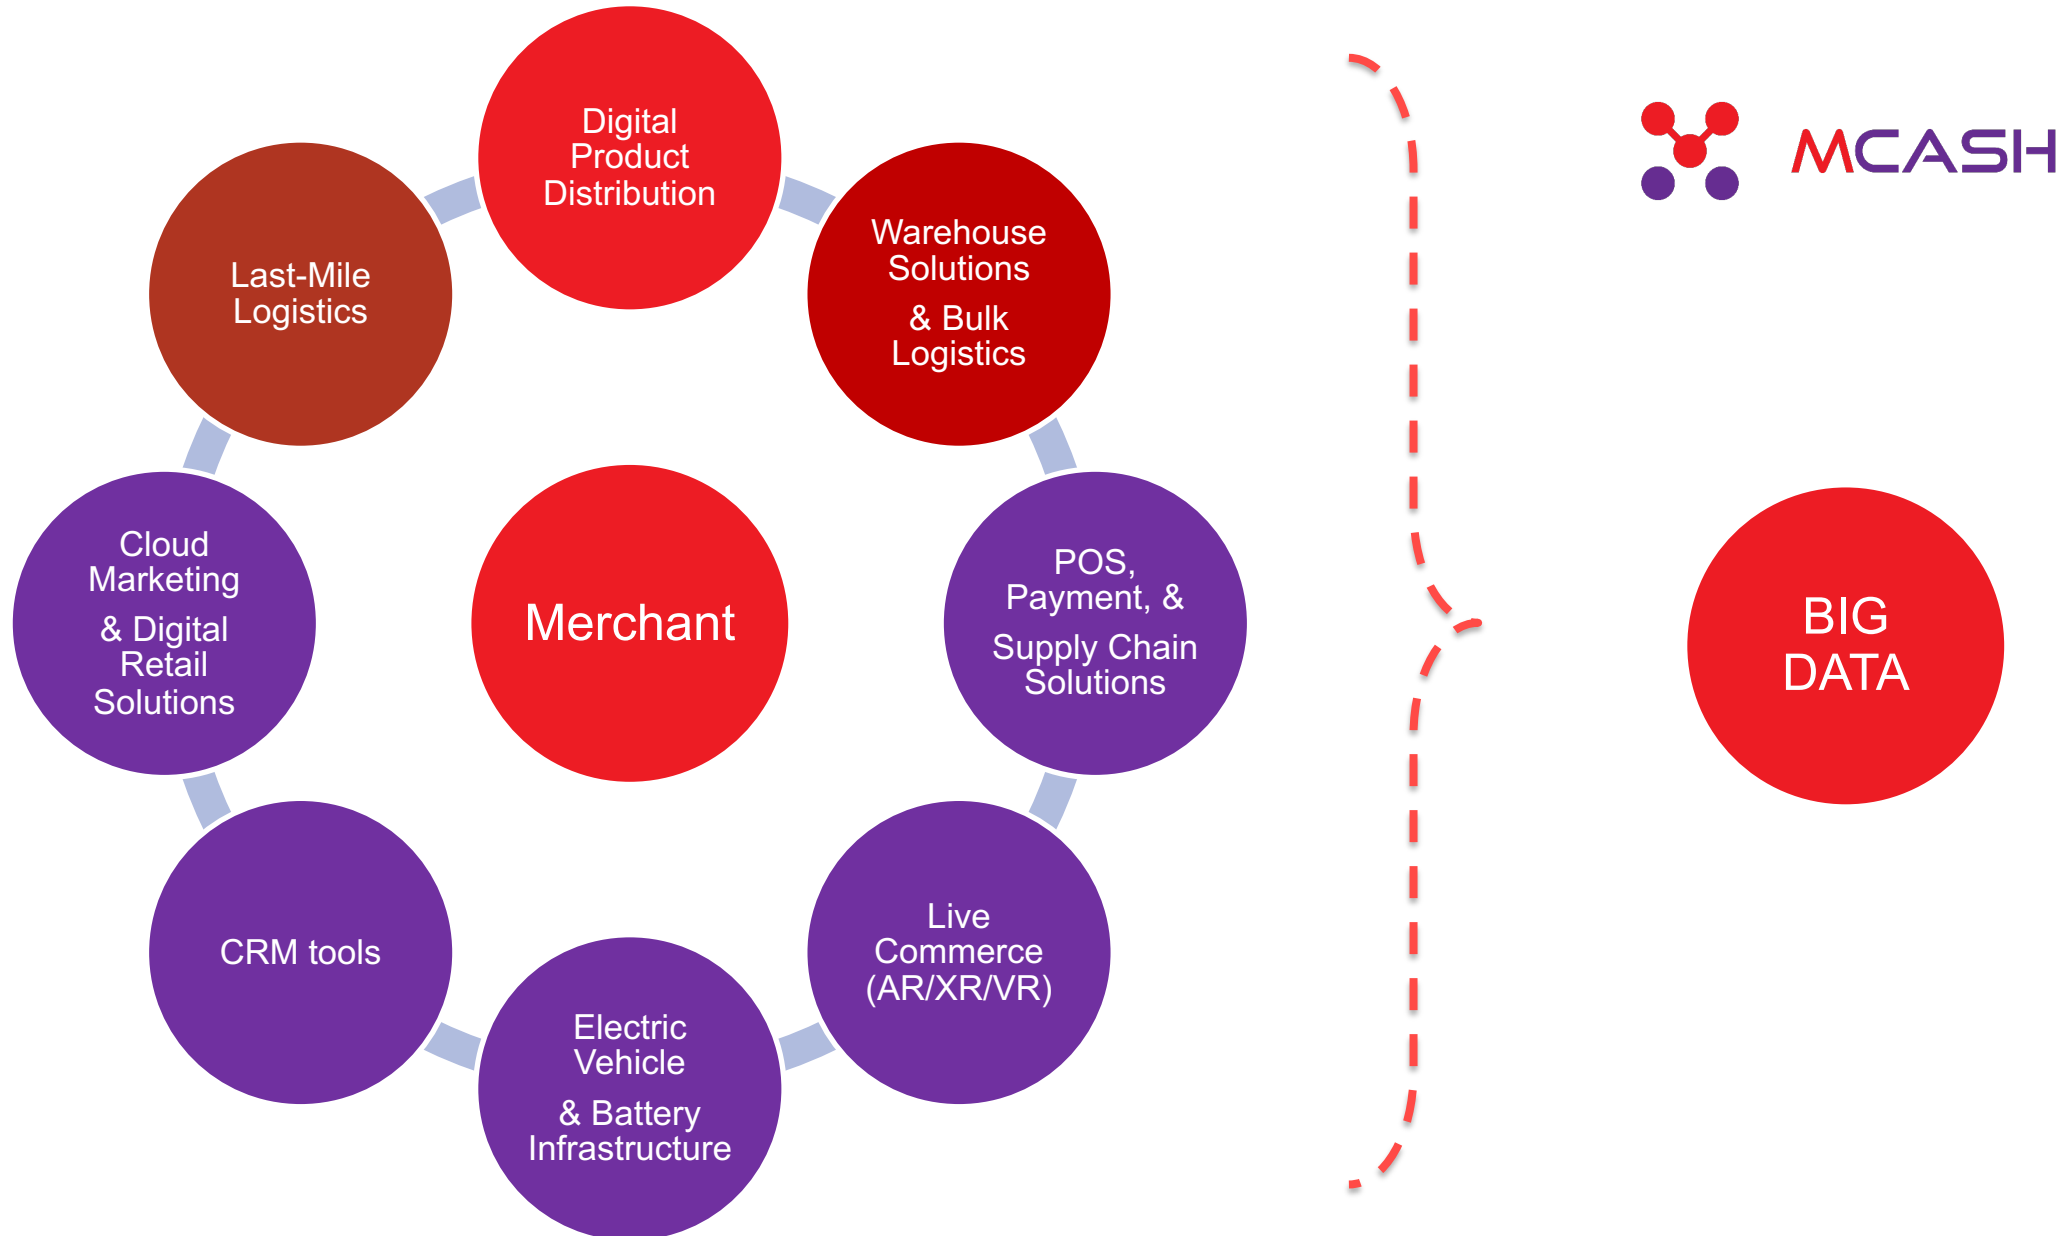 Digital
Product
Distribution
Warehouse
Solutions
& Bulk
Logistics
POS,
Payment, &
Supply Chain
Solutions
Live
Commerce
(AR/XR/VR)
Electric
Vehicle
& Battery
Infrastructure
CRM tools
Cloud
Marketing
& Digital
Retail
Solutions
Last-Mile
Logistics
Merchant
MCASH
BIG
DATA